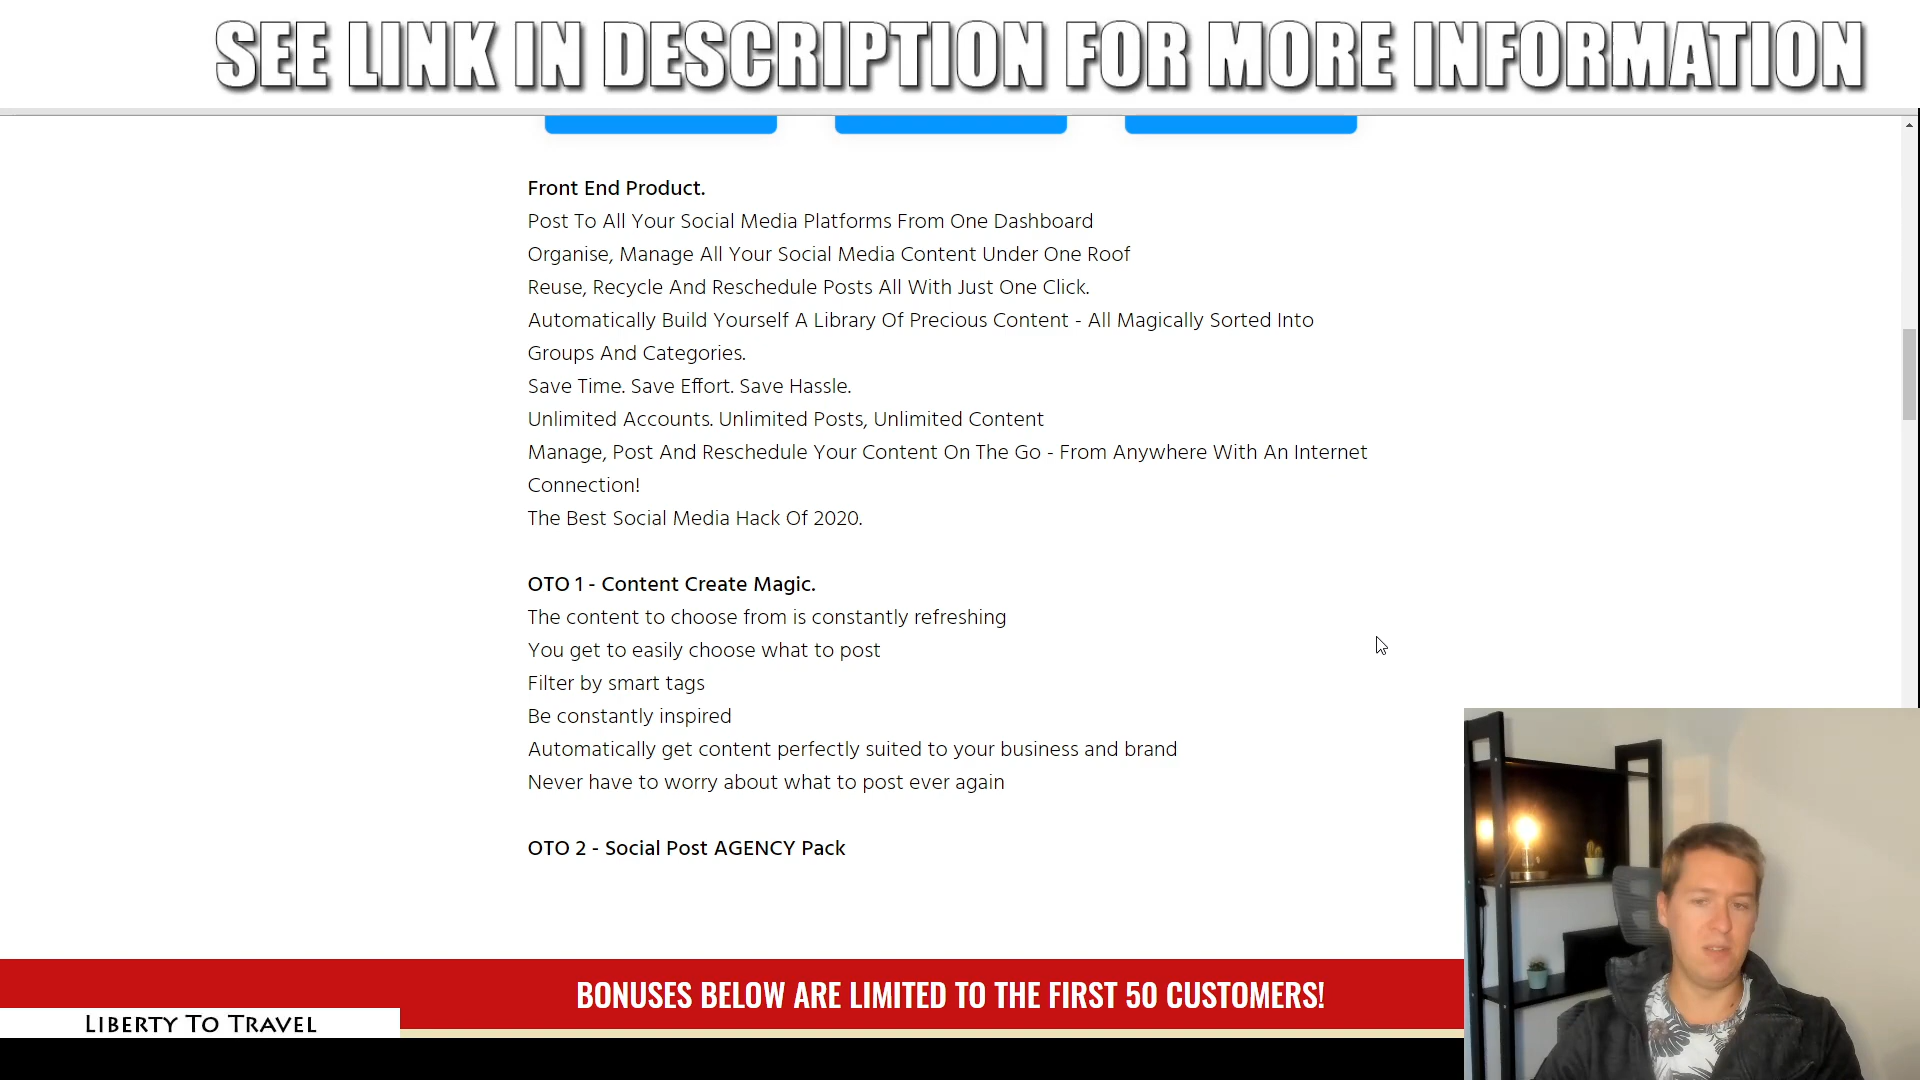 SEE LINK IN DESCRIPTION FOR MORE INFORMATION
Front End Product.
Post To All Your Social Media Platforms From One Dashboard
Organise, Manage All Your Social Media Content Under One Roof
Reuse, Recycle And Reschedule Posts All With Just One Click.
Automatically Build Yourself A Library Of Precious Content - All Magically Sorted Into
Groups And Categories.
Save Time. Save Effort. Save Hassle.
Unlimited Accounts. Unlimited Posts, Unlimited Content
Manage, Post And Reschedule Your Content On The Go - From Anywhere With An Internet
Connection!
The Best Social Media Hack Of 2020.
OTO 1 - Content Create Magic.
The content to choose from is constantly refreshing
You get to easily choose what to post
Filter by smart tags
Be constantly inspired
Automatically get content perfectly suited to your business and brand
Never have to worry about what to post ever again
OTO 2 - Social Post AGENCY Pack
BONUSES BELOW ARE LIMITED TO THE FIRST 50 CUSTOMERS!
LIBERTY TO TRAVEL